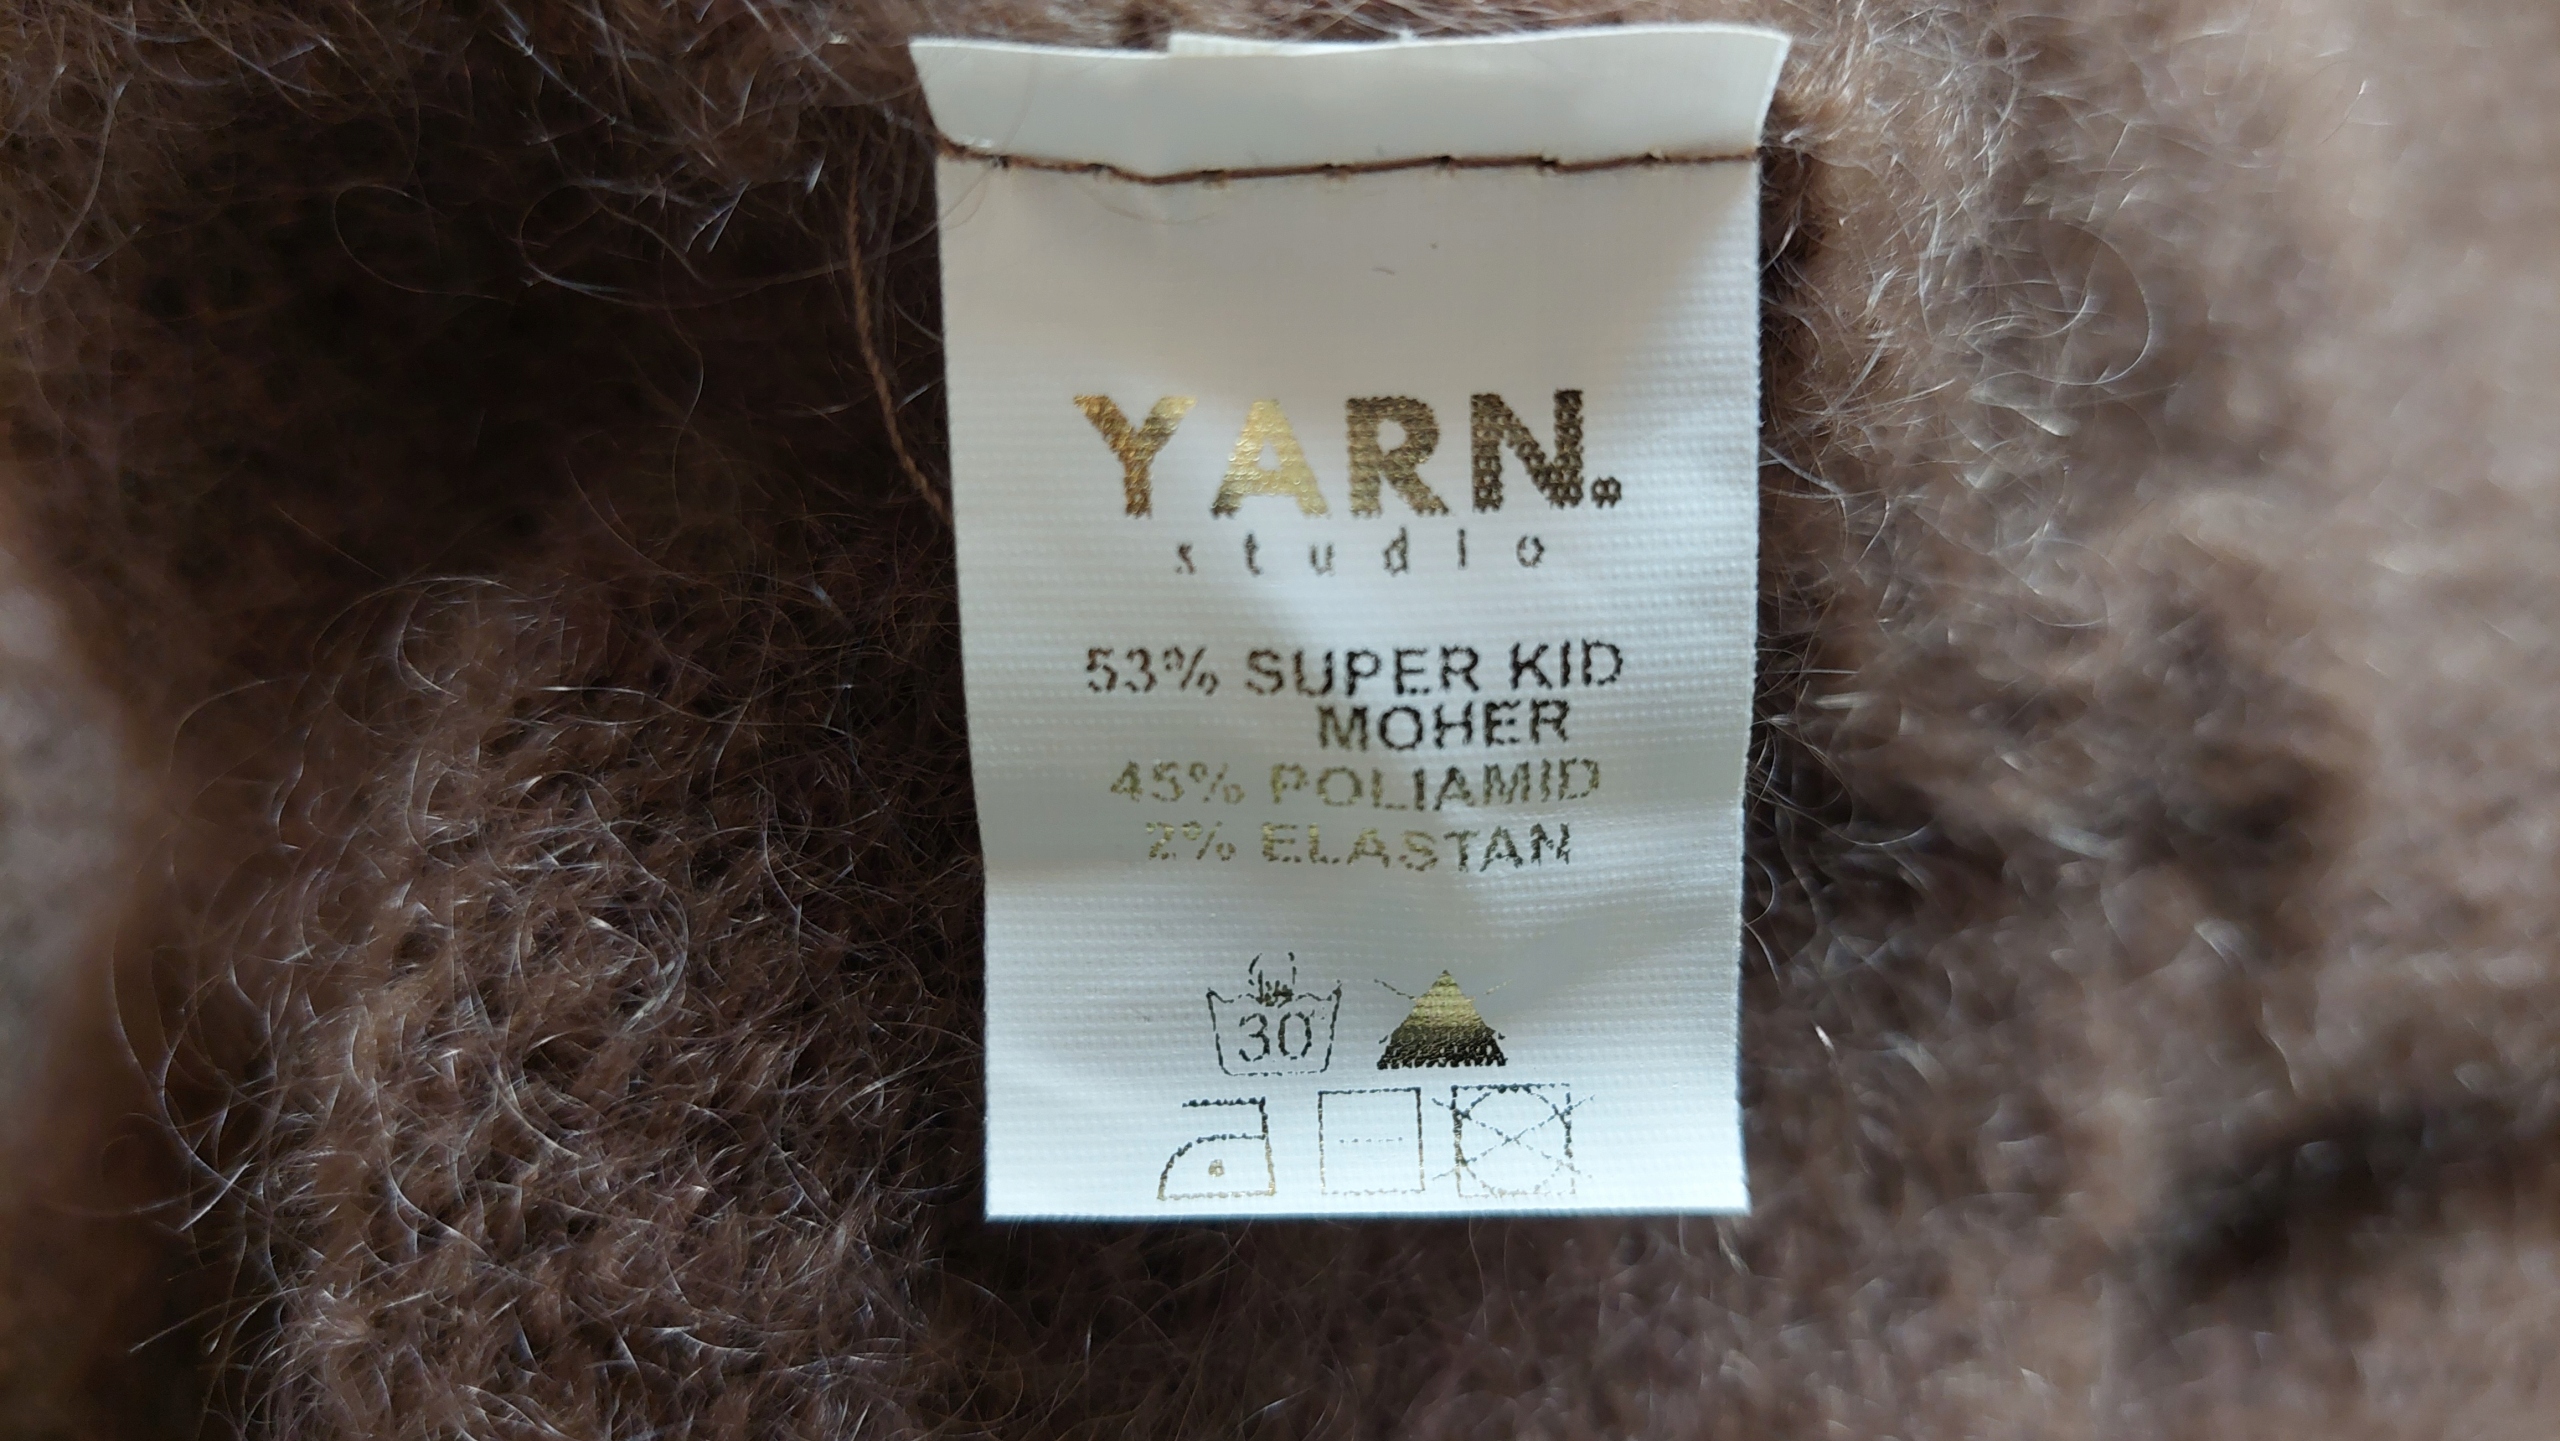 YARN.
studio
53% SUPER KID
MOHER
45% POLIAMID
2% ELASTAN
30